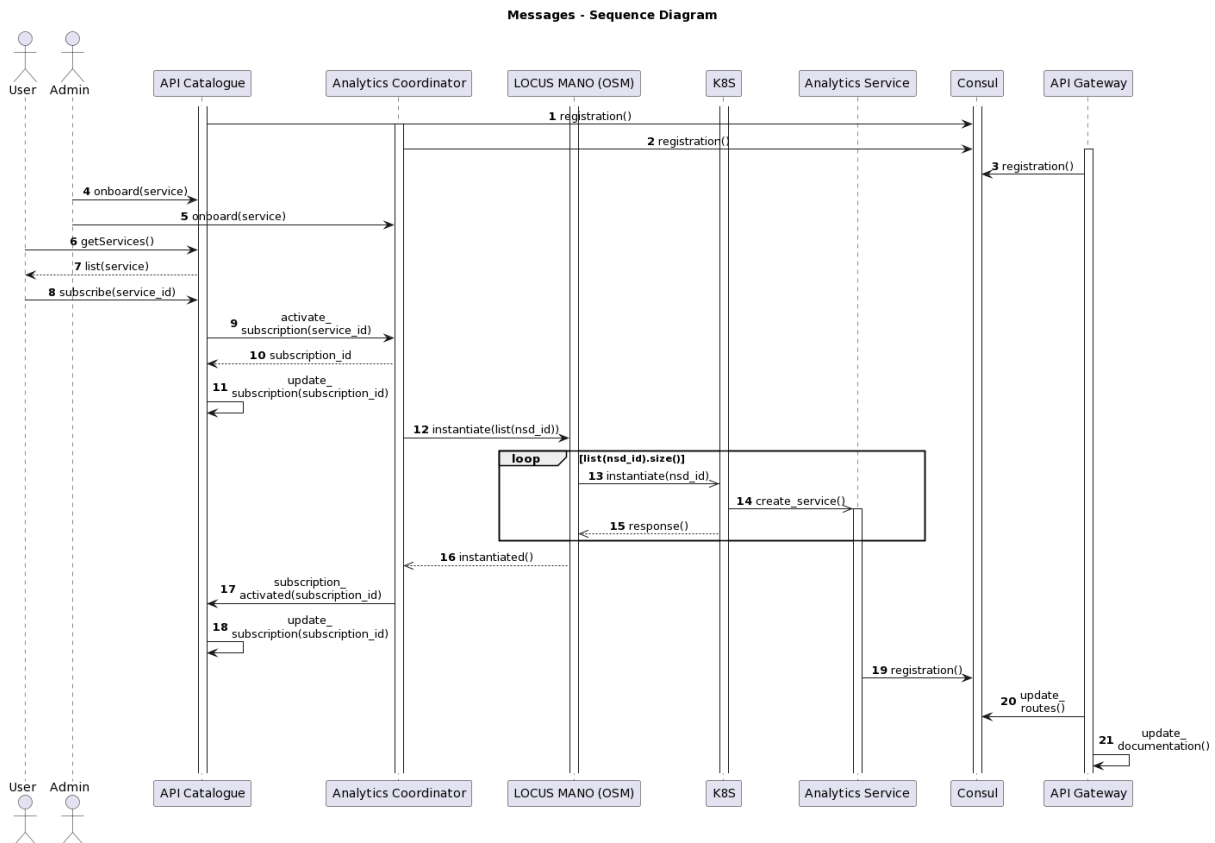 Messages - Sequence Diagram
User
Admin
API Catalogue
Analytics Coordinator
LOCUS MANO (OSM)
K8S
Analytics Service
Consul
API Gateway
1 registration()
2 registration()
3 registration()
4 onboard(service)
5 onboard(service)
6 getServices()
7 list(service)
8 subscribe(service_id)
9 activate_
subscription(service_id)
10 subscription_id
11 update_
subscription(subscription_id)
12 instantiate(list(nsd_id))
loop [list(nsd_id).size()]
13 instantiate(nsd_id)
14 create_service()
15 response()
16 instantiated()
17 subscription_
activated(subscription_id)
18 update_
subscription(subscription_id)
19 registration()
20 update_
routes()
21 update_
documentation()
User
Admin
API Catalogue
Analytics Coordinator
LOCUS MANO (OSM)
K8S
Analytics Service
Consul
API Gateway